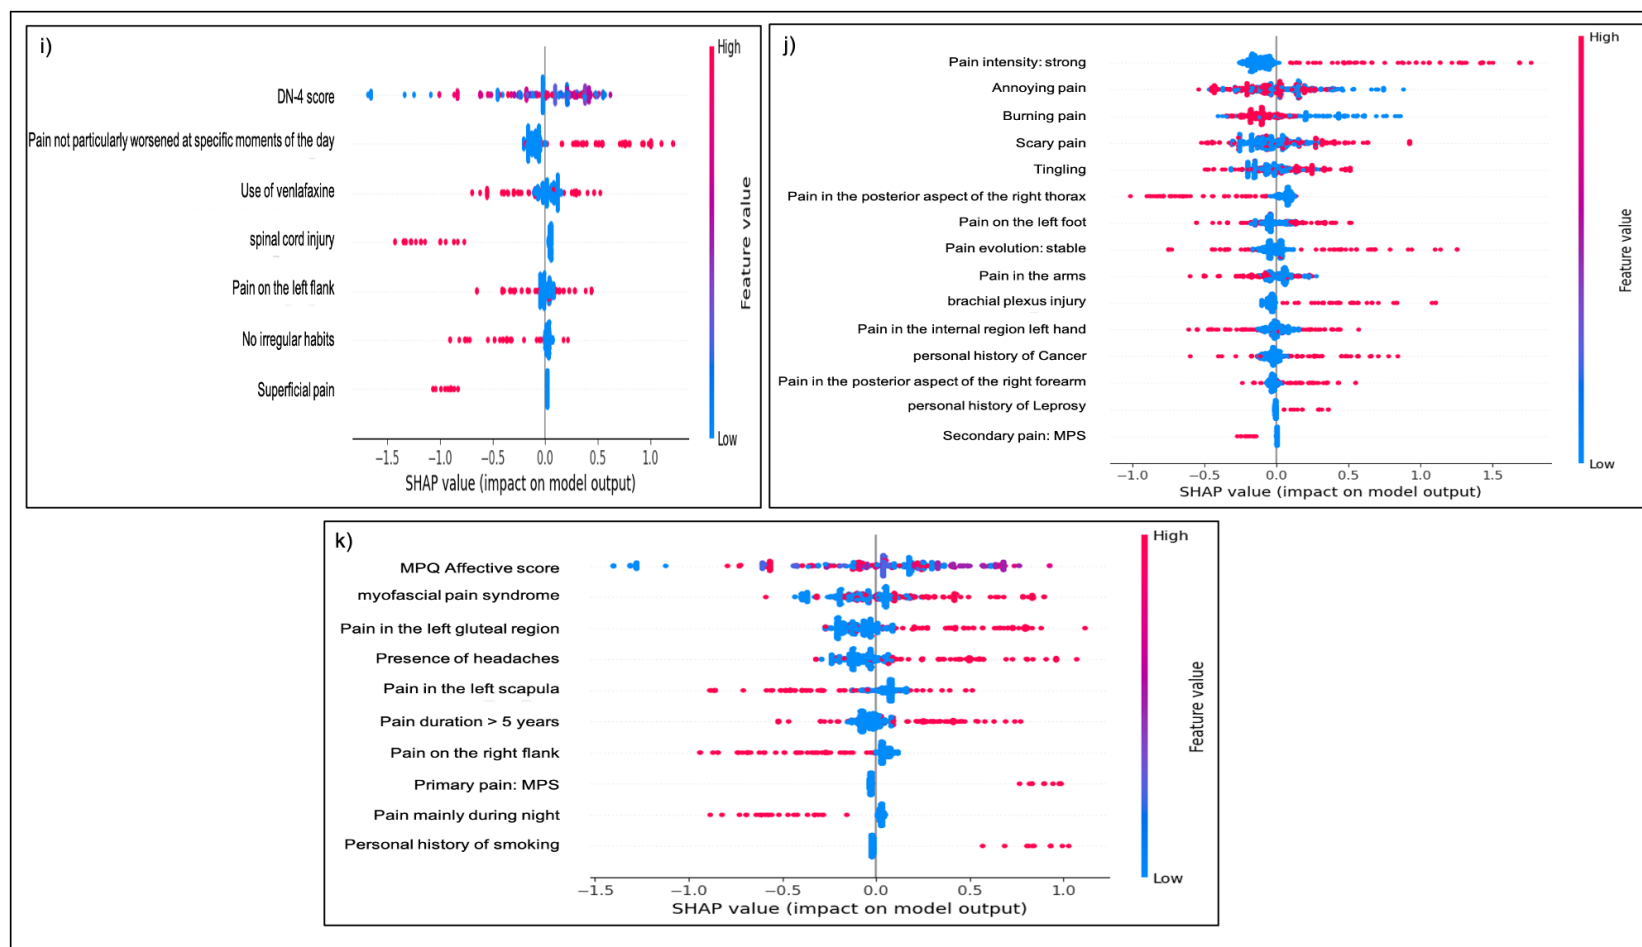 i)
High
DN-4 score
Pain not particularly worsened at specific moments of the day
Use of venlafaxine
spinal cord injury
Pain on the left flank
No irregular habits
Superficial pain
Feature value
Low
−1.5 −1.0 −0.5 0.0 0.5 1.0
SHAP value (impact on model output)
j)
High
Pain intensity: strong
Annoying pain
Burning pain
Scary pain
Tingling
Pain in the posterior aspect of the right thorax
Pain on the left foot
Pain evolution: stable
Pain in the arms
brachial plexus injury
Pain in the internal region left hand
personal history of Cancer
Pain in the posterior aspect of the right forearm
personal history of Leprosy
Secondary pain: MPS
Feature value
Low
−1.0 −0.5 0.0 0.5 1.0 1.5
SHAP value (impact on model output)
k)
High
MPQ Affective score
myofascial pain syndrome
Pain in the left gluteal region
Presence of headaches
Pain in the left scapula
Pain duration > 5 years
Pain on the right flank
Primary pain: MPS
Pain mainly during night
Personal history of smoking
Feature value
Low
−1.5 −1.0 −0.5 0.0 0.5 1.0
SHAP value (impact on model output)